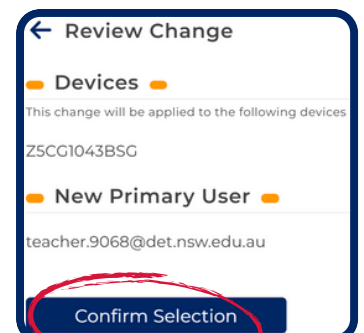 Review Change
Devices
This change will be applied to the following devices
Z5CG1043BSG
New Primary User
teacher.9068@det.nsw.edu.au
Confirm Selection